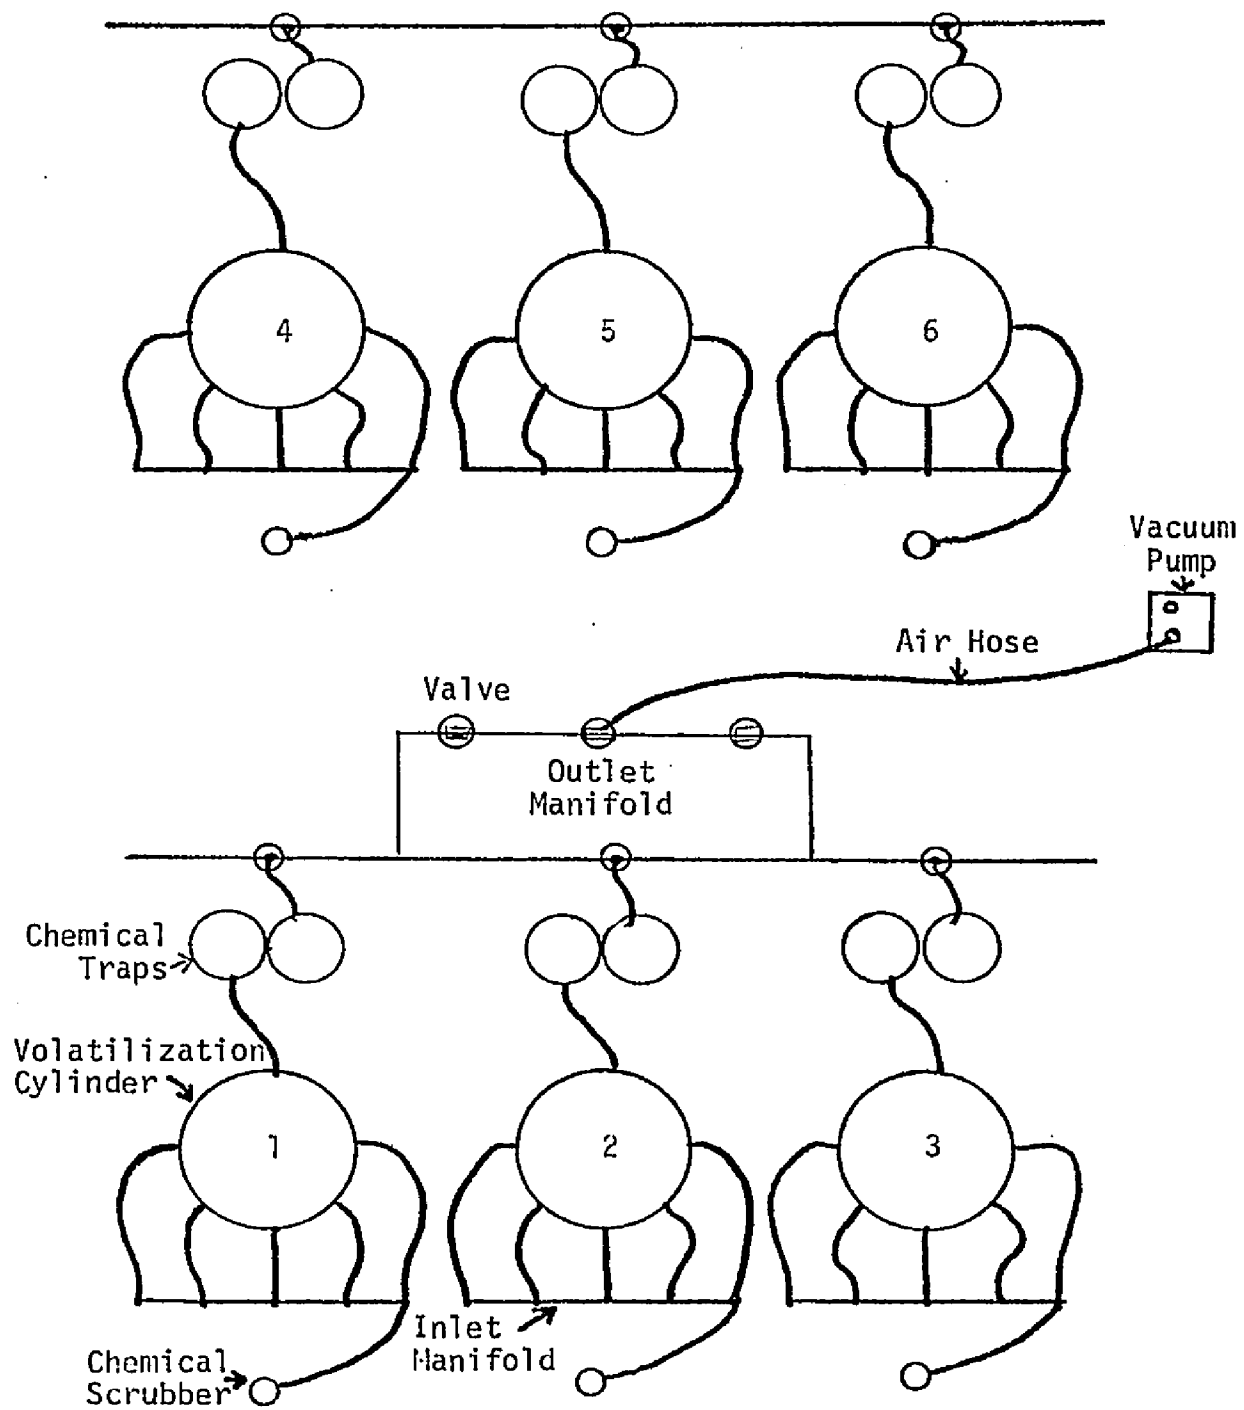 4
5
6
Vacuum
Pump
Air Hose
Valve
Outlet
Manifold
Chemical
Traps
Volatilization
Cylinder
1
2
3
Inlet
Manifold
Chemical
Scrubber